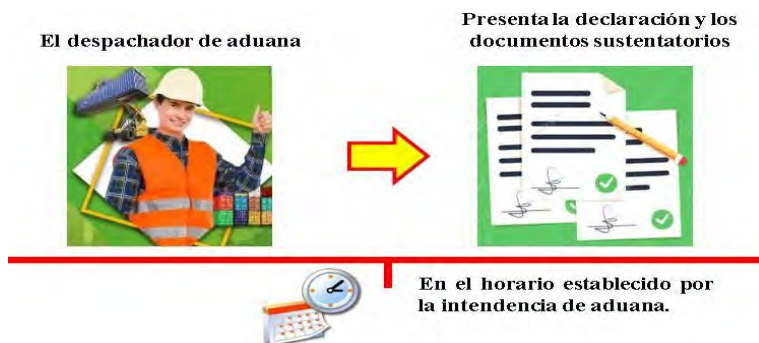 El despachador de aduana
Presenta la declaración y los
documentos sustentatorios
En el horario establecido por
la intendencia de aduana.